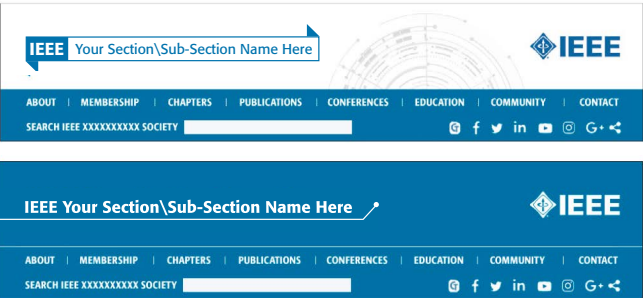 IEEE Your Section\Sub-Section Name Here
IEEE
ABOUT | MEMBERSHIP | CHAPTERS | PUBLICATIONS | CONFERENCES | EDUCATION | COMMUNITY | CONTACT
SEARCH IEEE XXXXXXXXXX SOCIETY
f in G+
IEEE Your Section\Sub-Section Name Here
IEEE
ABOUT | MEMBERSHIP | CHAPTERS | PUBLICATIONS | CONFERENCES | EDUCATION | COMMUNITY | CONTACT
SEARCH IEEE XXXXXXXXXX SOCIETY
f in G+